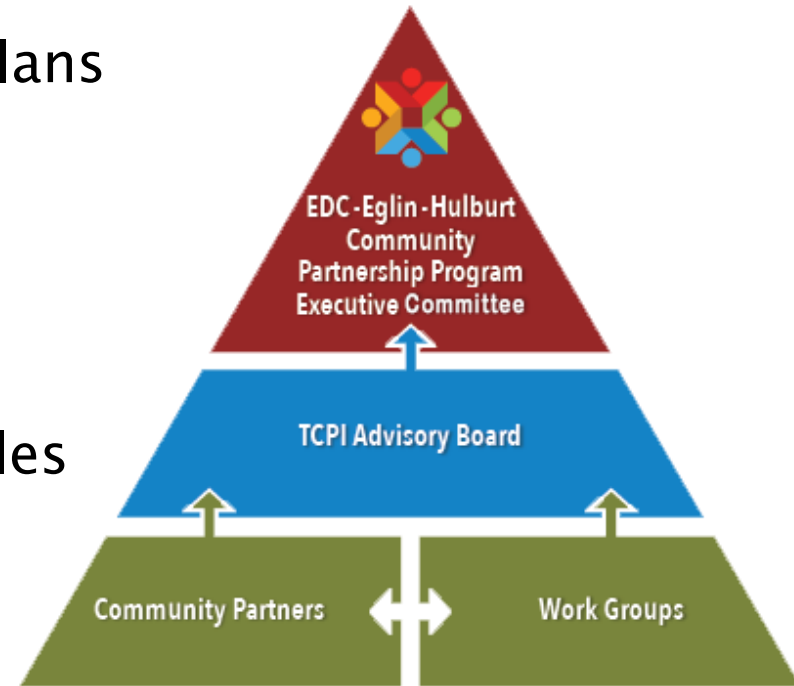 lans
EDC-Eglin-Hulburt
Community
Partnership Program
Executive Committee
TCPI Advisory Board
les
Community Partners
Work Groups